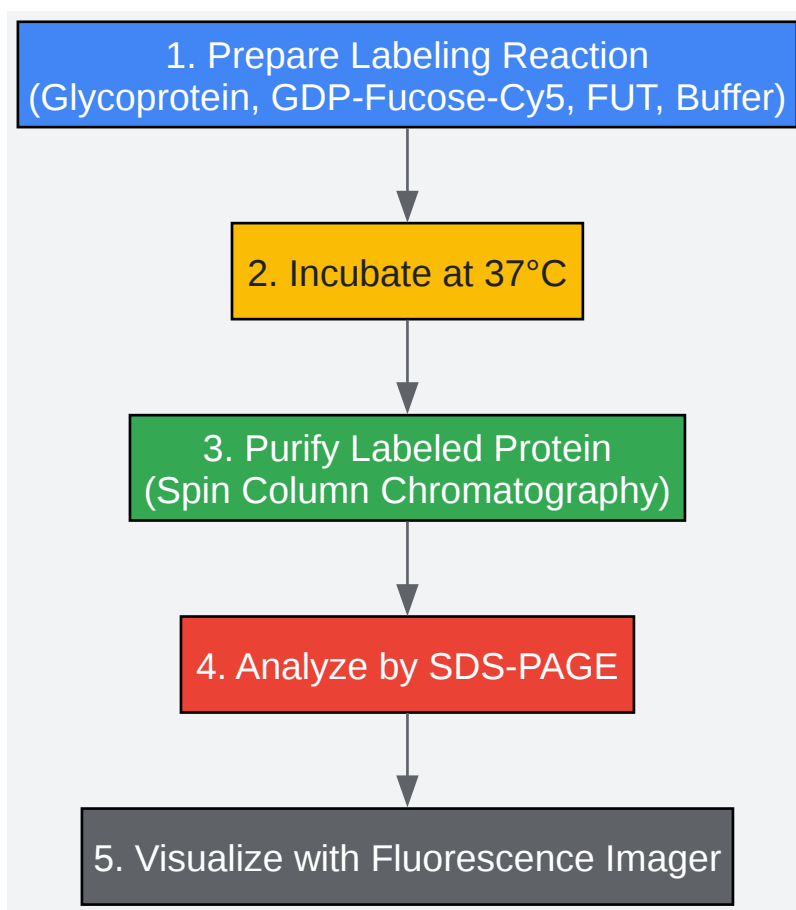 1. Prepare Labeling Reaction
(Glycoprotein, GDP-Fucose-Cy5, FUT, Buffer)
2. Incubate at 37°C
3. Purify Labeled Protein
(Spin Column Chromatography)
4. Analyze by SDS-PAGE
5. Visualize with Fluorescence Imager